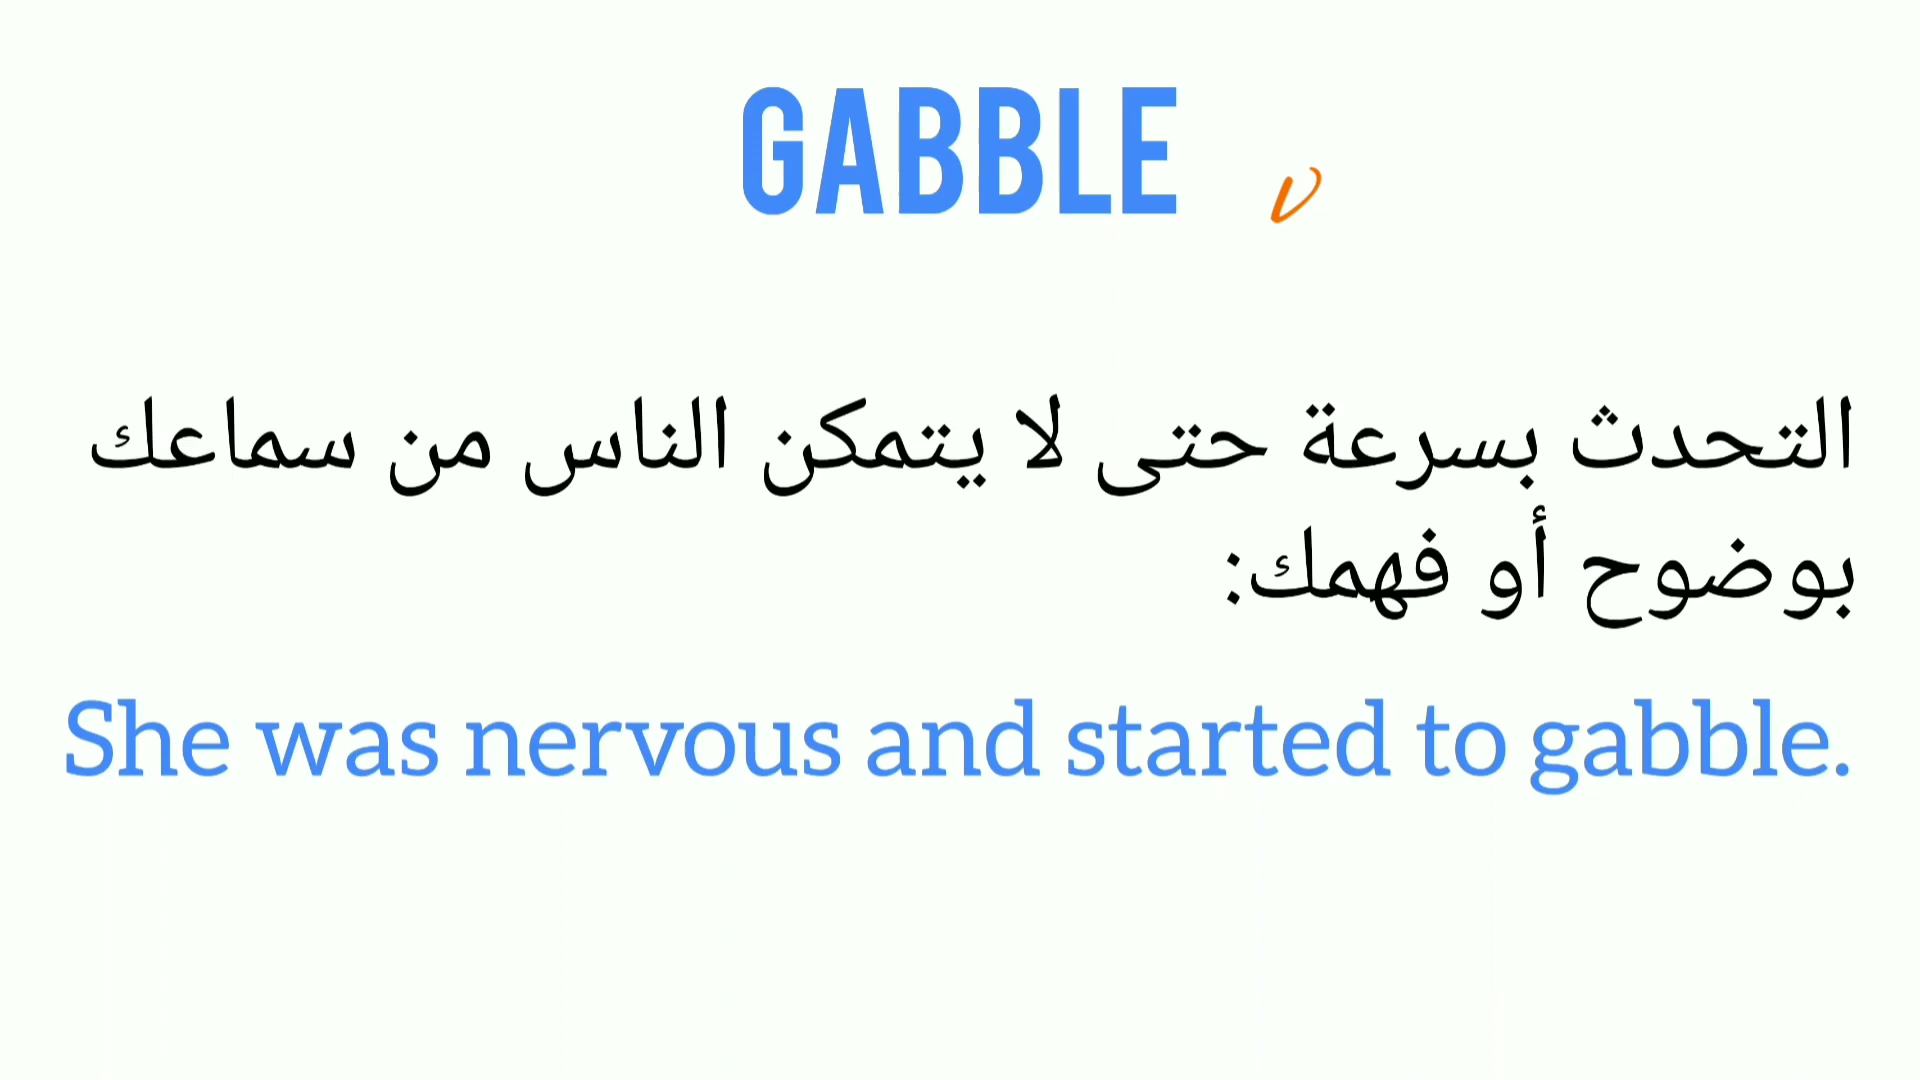 GABBLE v
التحدث بسرعة حتى لا يتمكن الناس من سماعك
بوضوح أو فهمك:
She was nervous and started to gabble.